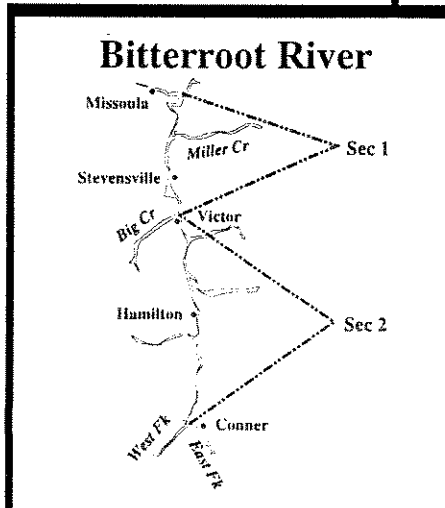 Bitterroot River
Missoula
Miller Cr
Sec 1
Stevensville
Big Cr
Victor
Hamilton
Sec 2
West Fk
Conner
East Fk